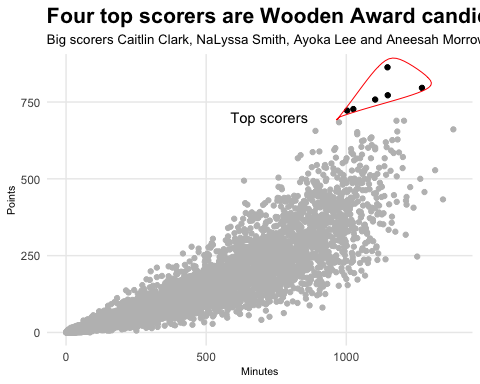 Four top scorers are Wooden Award candi
Big scorers Caitlin Clark, NaLyssa Smith, Ayoka Lee and Aneesah Morrow
Top scorers
750
500
250
0
Points
0 500 1000
Minutes